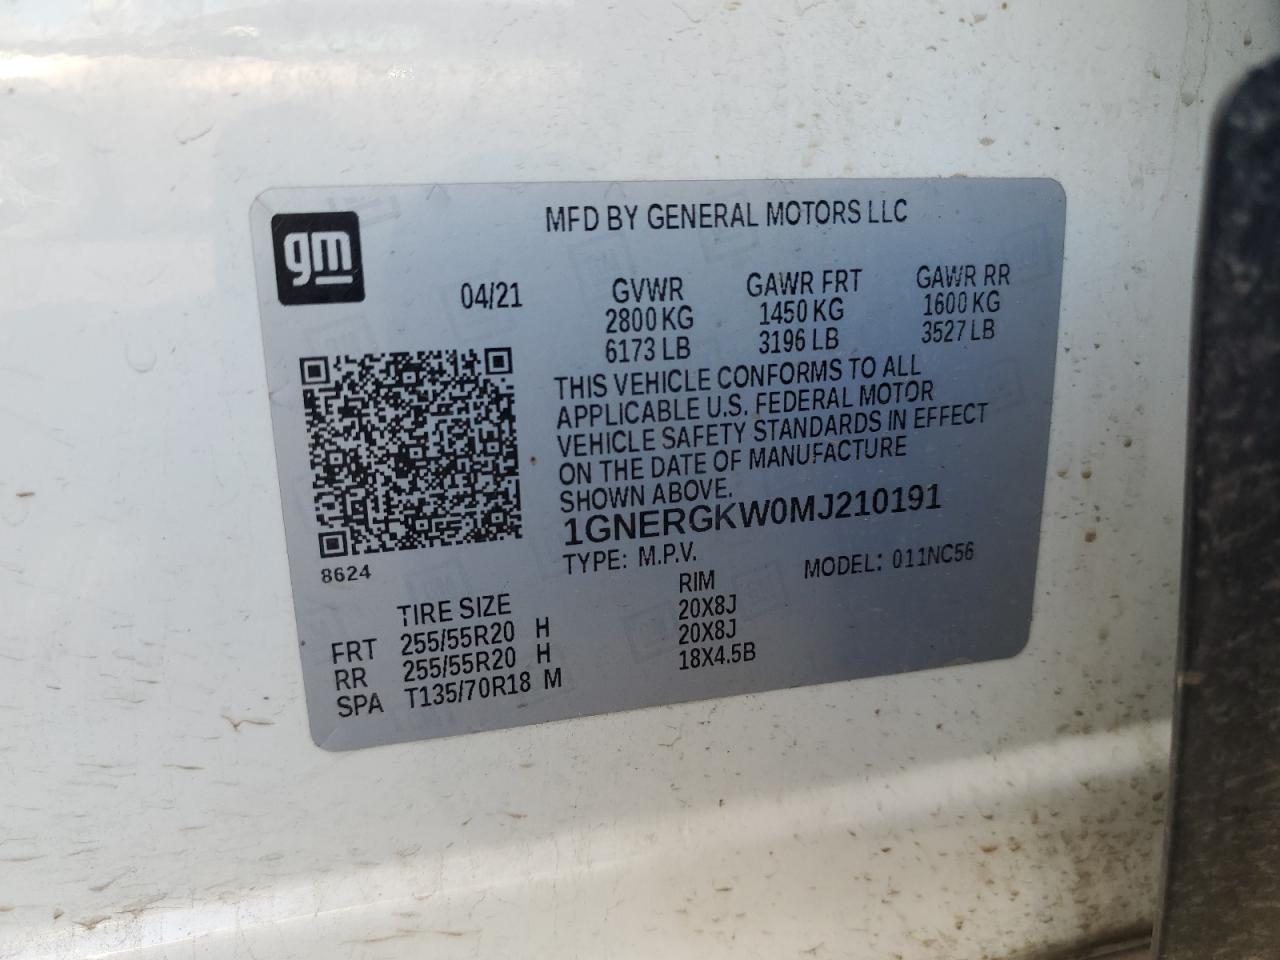 gm
MFD BY GENERAL MOTORS LLC
04/21 GVWR GAWR FRT GAWR RR
2800 KG 1450 KG 1600 KG
6173 LB 3196 LB 3527 LB
THIS VEHICLE CONFORMS TO ALL
APPLICABLE U.S. FEDERAL MOTOR
VEHICLE SAFETY STANDARDS IN EFFECT
ON THE DATE OF MANUFACTURE
SHOWN ABOVE.
1GNERGKW0MJ210191
TYPE: M.P.V. MODEL: 011NC56
8624
TIRE SIZE RIM
FRT 255/55R20 H 20X8J
RR 255/55R20 H 20X8J
SPA T135/70R18 M 18X4.5B